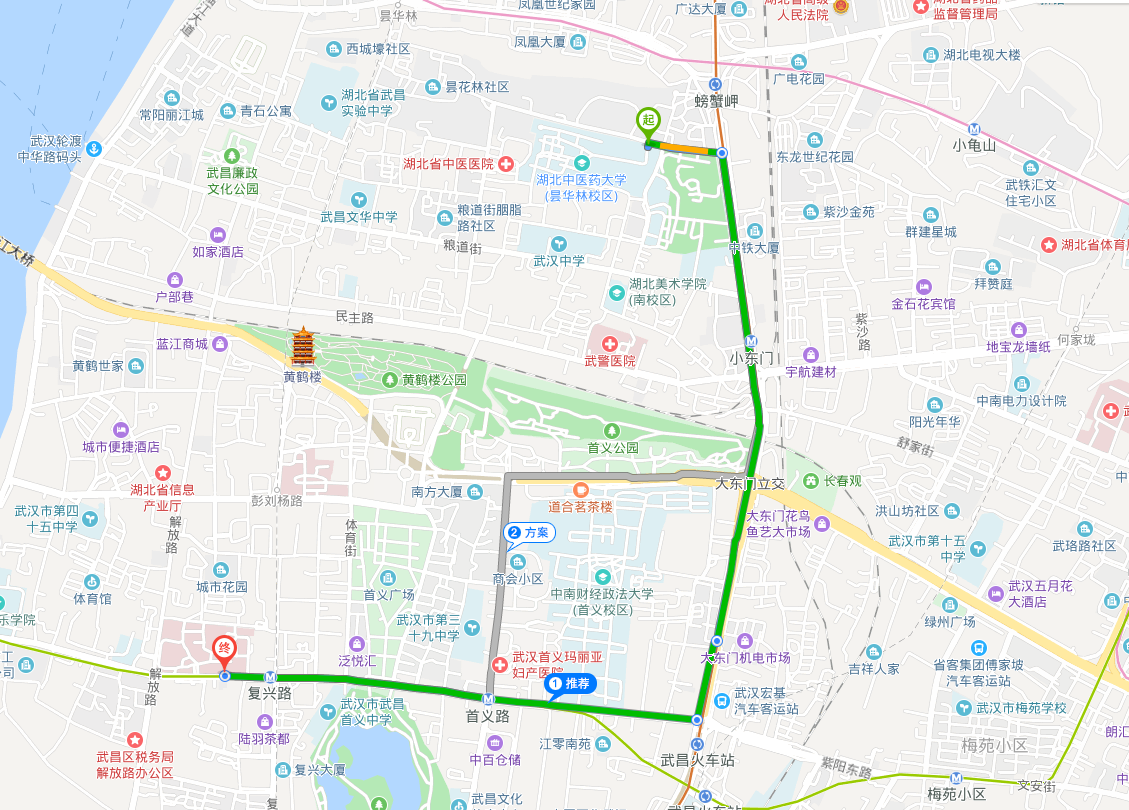 凤凰世纪家园
广达大厦
人民法院
监督管理局
昙华林
凤凰大厦
西城壕社区
湖北电视大楼
广电花园
昙花林社区
螃蟹岬
常阳丽江城
青石公寓
湖北省武昌
实验中学
起
武汉轮渡
中华路码头
小龟山
东龙世纪花园
武昌廉政
文化公园
湖北省中医医院
湖北中医药大学
(昙华林校区)
武铁汇文
住宅小区
武昌文华中学
粮道街胭脂
路社区
紫沙金苑
群建星城
如家酒店
粮道街
武汉中学
中铁大厦
湖北省体育
江大桥
拜赞庭
户部巷
湖北美术学院
(南校区)
金石花宾馆
民主路
紫沙路
地宝龙墙纸
何家垅
蓝江商城
武警医院
小东门
宇航建材
黄鹤世家
黄鹤楼
黄鹤楼公园
中南电力设计院
阳光年华
城市便捷酒店
首义公园
舒家街
湖北省信息
产业厅
彭刘杨路
南方大厦
大东门立交
长春观
道合茗茶楼
武汉市第四
十五中学
解放路
体育街
2 方案
大东门花鸟
鱼艺大市场
洪山坊社区
武珞路社区
武汉市第十五
中学
商会小区
城市花园
体育馆
首义广场
中南财经政法大学
(首义校区)
武汉五月花
大酒店
乐学院
武汉市第三
十九中学
绿州广场
终
泛悦汇
武汉首义玛丽亚
妇产医院
大东门机电市场
吉祥人家
省客集团傅家坡
汽车客运站
工
公司
解放路
复兴路
1 推荐
武汉市武昌
首义中学
首义路
武汉宏基
汽车客运站
武汉市梅苑学校
陆羽茶都
江零南苑
朗汇
梅苑小区
武昌区税务局
解放路办公区
中百仓储
武昌火车站
复兴大厦
紫阳东路
文安街
梅苑小区
武昌文化
复